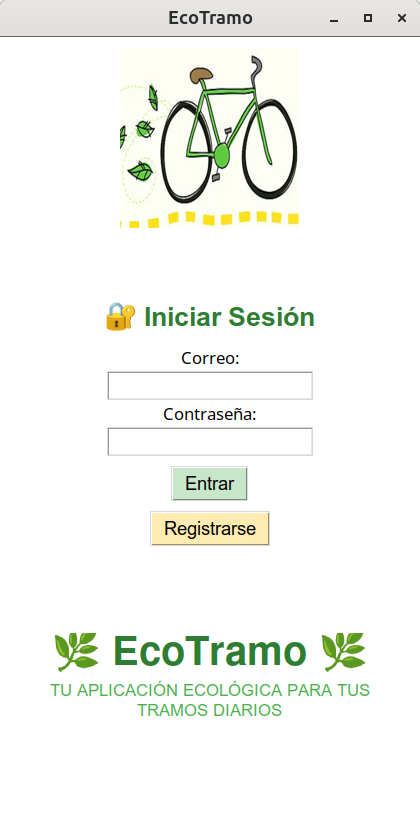 EcoTramo
🔐 Iniciar Sesión
Correo:
Contraseña:
Entrar
Registrarse
🌿 EcoTramo 🌿
TU APLICACIÓN ECOLÓGICA PARA TUS
TRAMOS DIARIOS